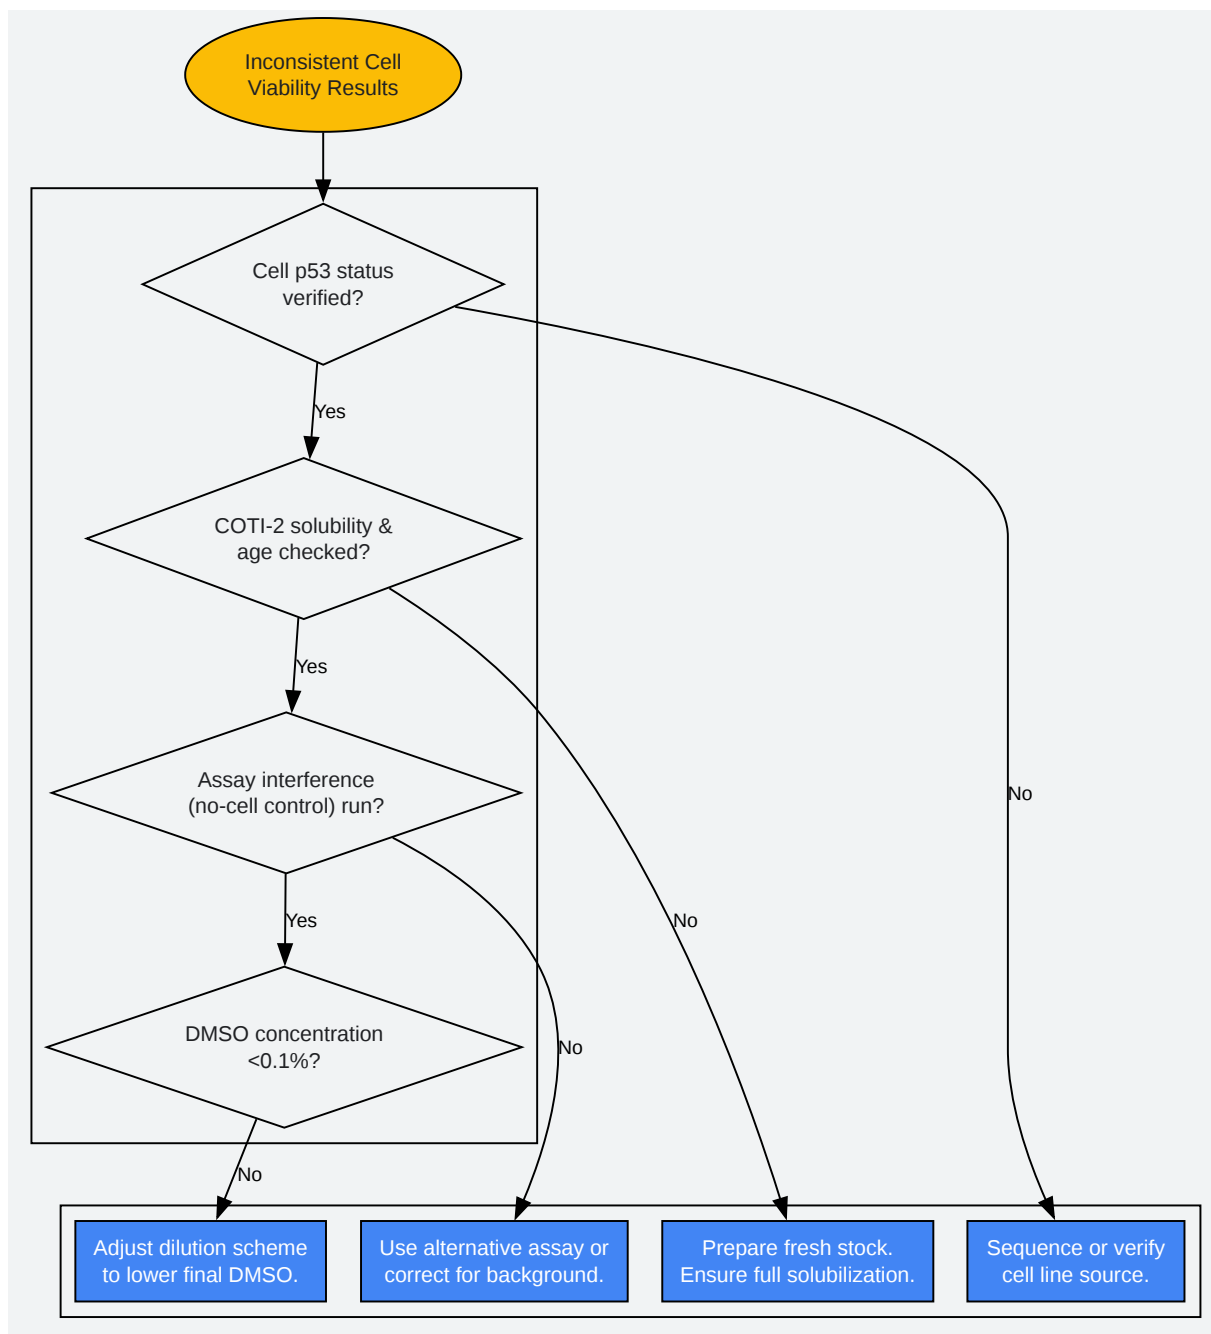 Inconsistent Cell
Viability Results
Cell p53 status
verified?
Yes
COTI-2 solubility &
age checked?
Yes
Assay interference
(no-cell control) run?
No
Yes
No
DMSO concentration
<0.1%?
No
No
Adjust dilution scheme
to lower final DMSO.
Use alternative assay or
correct for background.
Prepare fresh stock.
Ensure full solubilization.
Sequence or verify
cell line source.